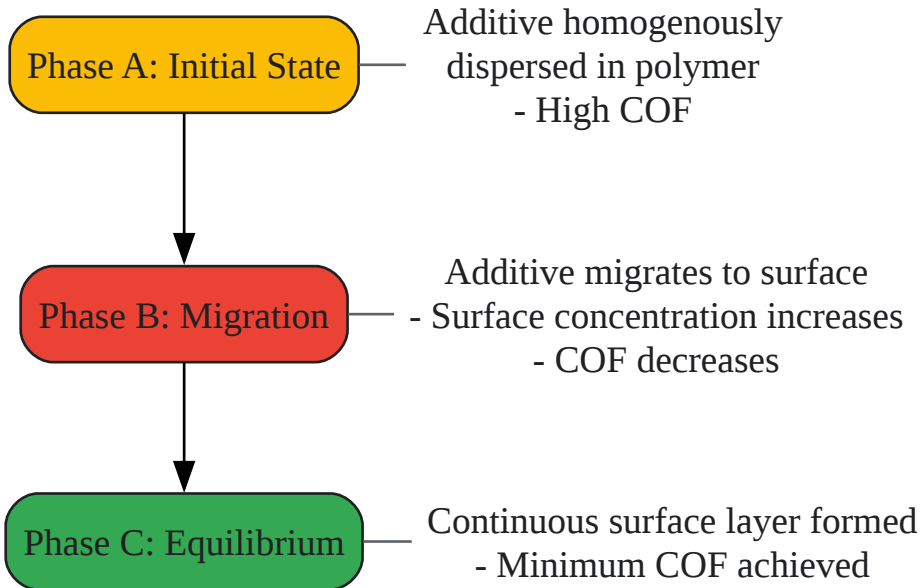 Phase A: Initial State
Additive homogenously
dispersed in polymer
- High COF
Phase B: Migration
Additive migrates to surface
- Surface concentration increases
- COF decreases
Phase C: Equilibrium
Continuous surface layer formed
- Minimum COF achieved